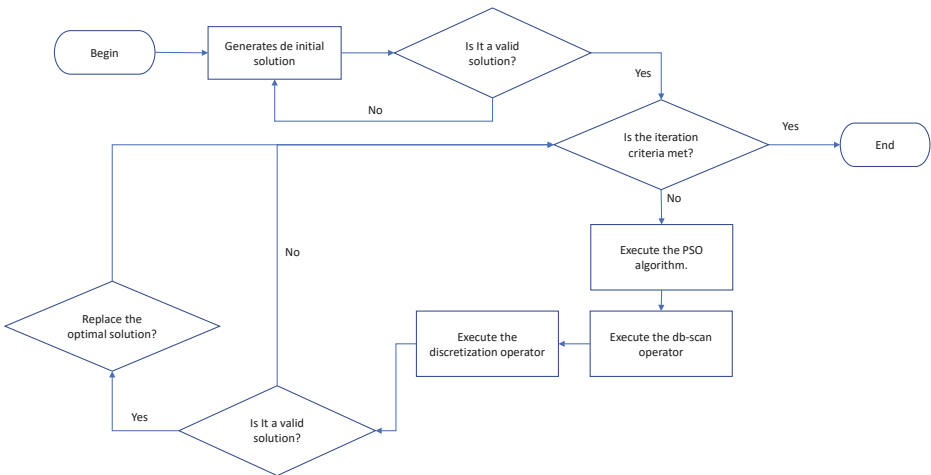 Begin
Generates de initial
solution
Is It a valid
solution?
No
Yes
Is the iteration
criteria met?
Yes
End
No
Execute the PSO
algorithm.
Execute the db-scan
operator
Execute the
discretization operator
Is It a valid
solution?
No
Yes
Replace the
optimal solution?